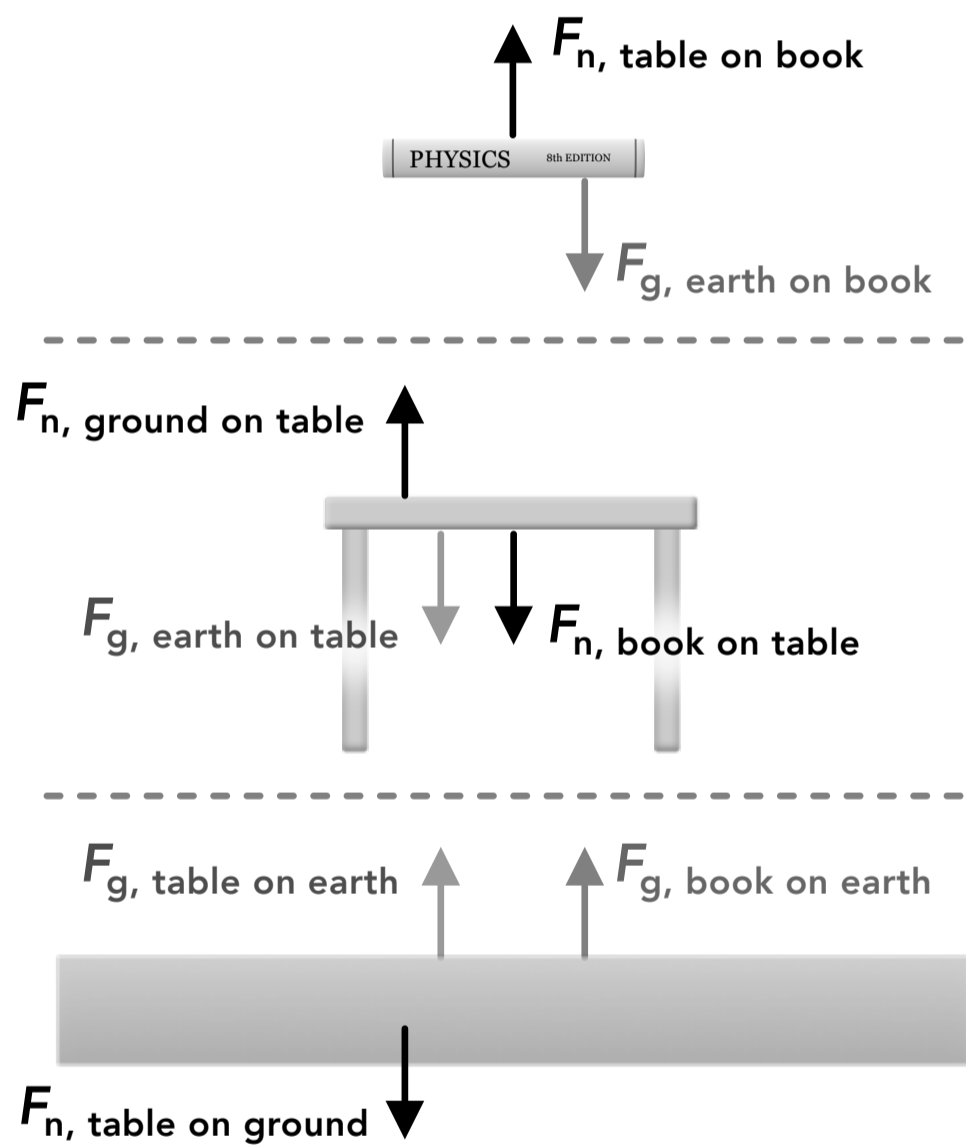 Fn, table on book
PHYSICS 8th EDITION
Fg, earth on book
Fn, ground on table
Fg, earth on table
Fn, book on table
Fg, table on earth
Fg, book on earth
Fn, table on ground